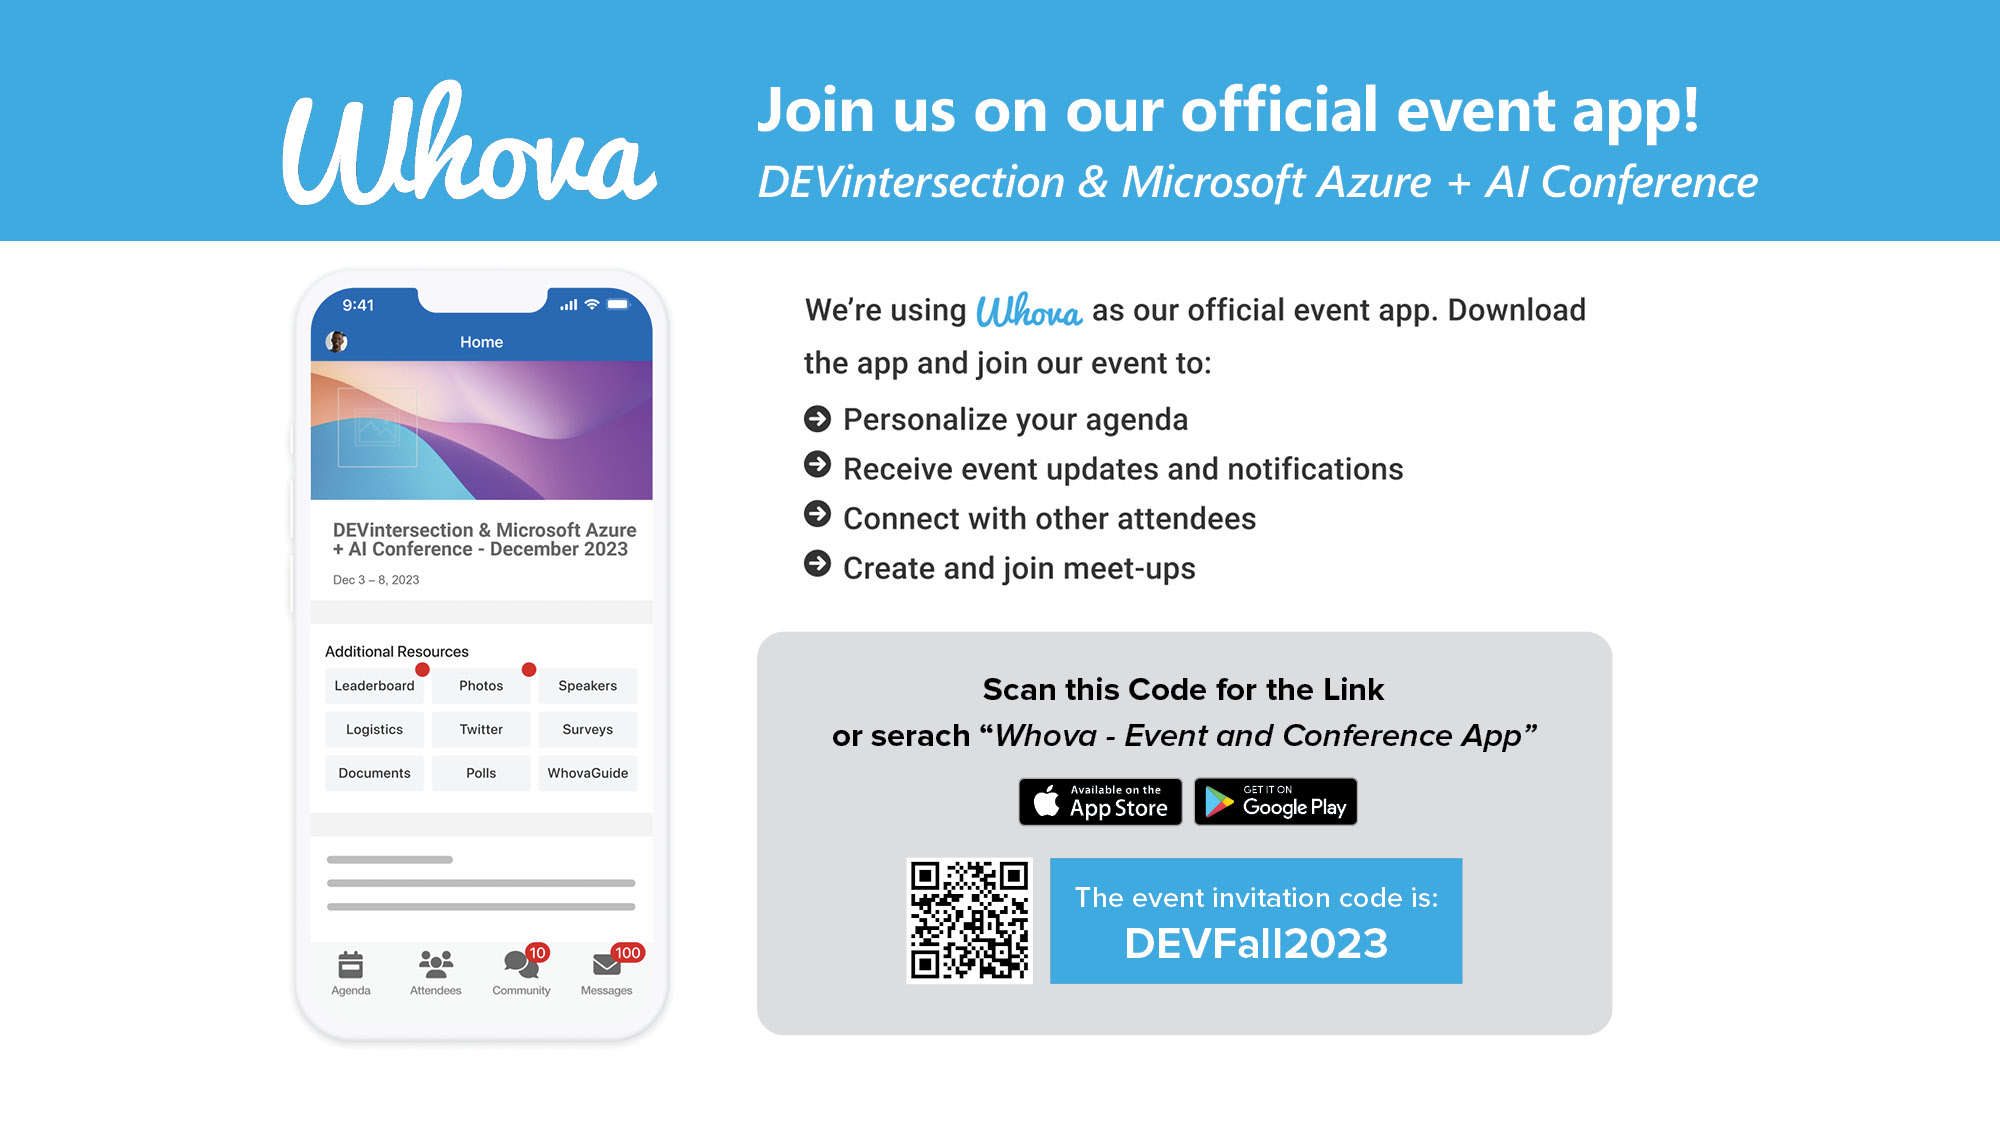 Whova
Join us on our official event app!
DEVintersection & Microsoft Azure + AI Conference
9:41
Home
DEVintersection & Microsoft Azure
+ AI Conference - December 2023
Dec 3 – 8, 2023
Additional Resources
Leaderboard
Photos
Speakers
Logistics
Twitter
Surveys
Documents
Polls
WhovaGuide
10
100
Agenda
Attendees
Community
Messages
We’re using Whova as our official event app. Download
the app and join our event to:
Personalize your agenda
Receive event updates and notifications
Connect with other attendees
Create and join meet-ups
Scan this Code for the Link
or serach “Whova - Event and Conference App”
Available on the
App Store
GET IT ON
Google Play
The event invitation code is:
DEVFall2023